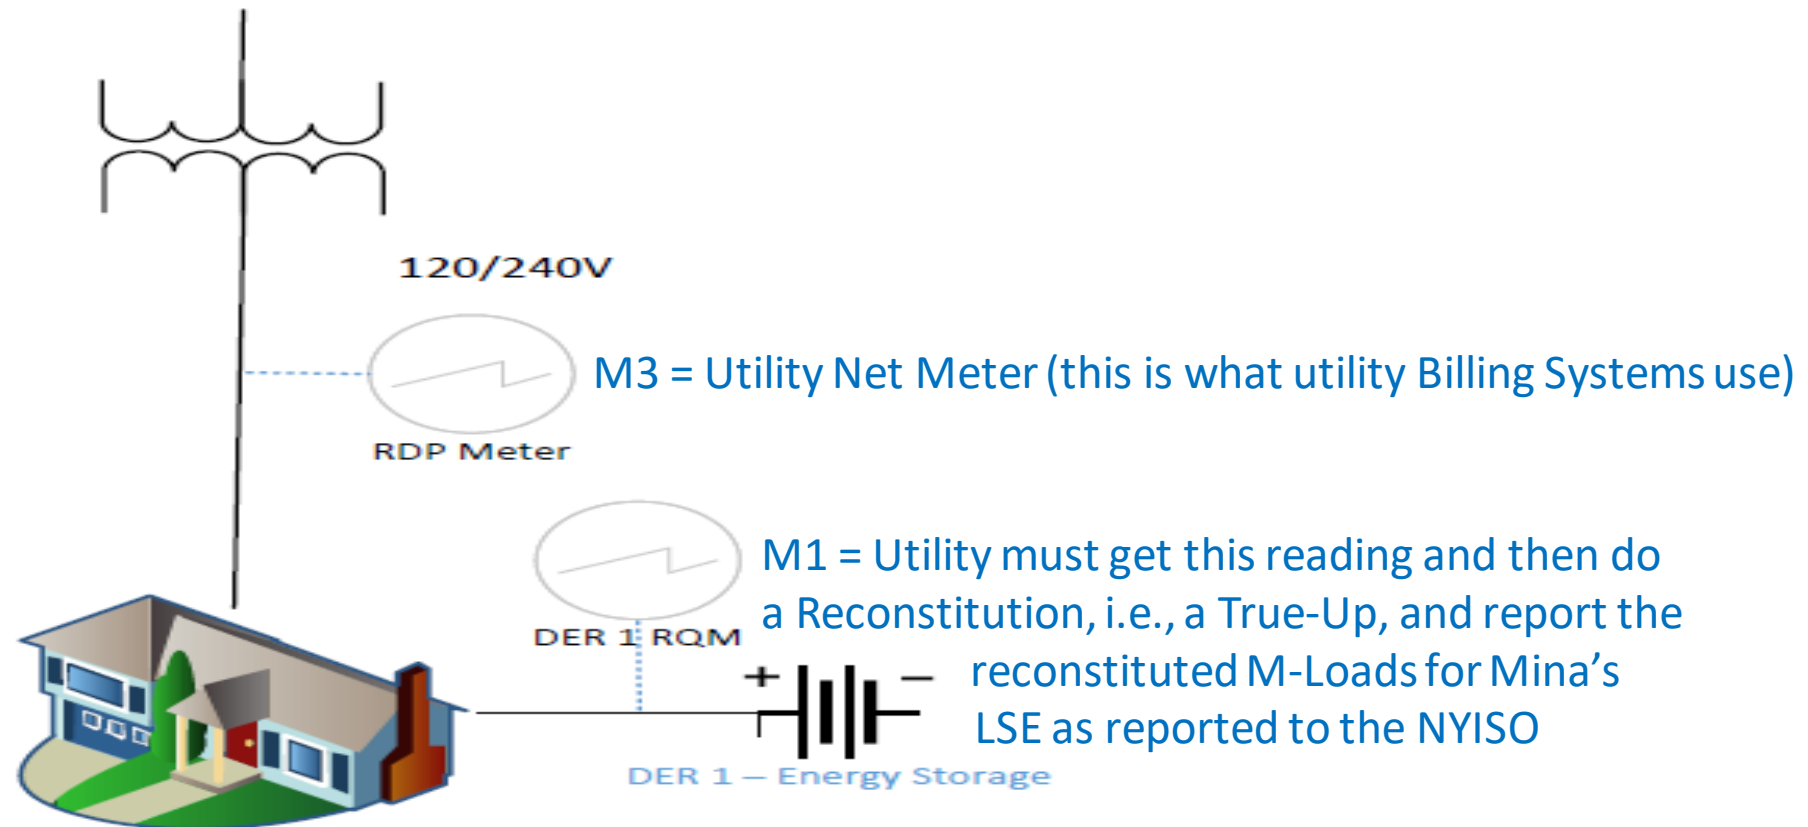 120/240V
M3 = Utility Net Meter (this is what utility Billing Systems use)
RDP Meter
M1 = Utility must get this reading and then do
a Reconstitution, i.e., a True-Up, and report the
reconstituted M-Loads for Mina’s
LSE as reported to the NYISO
DER 1 RQM
+ –
DER 1 – Energy Storage